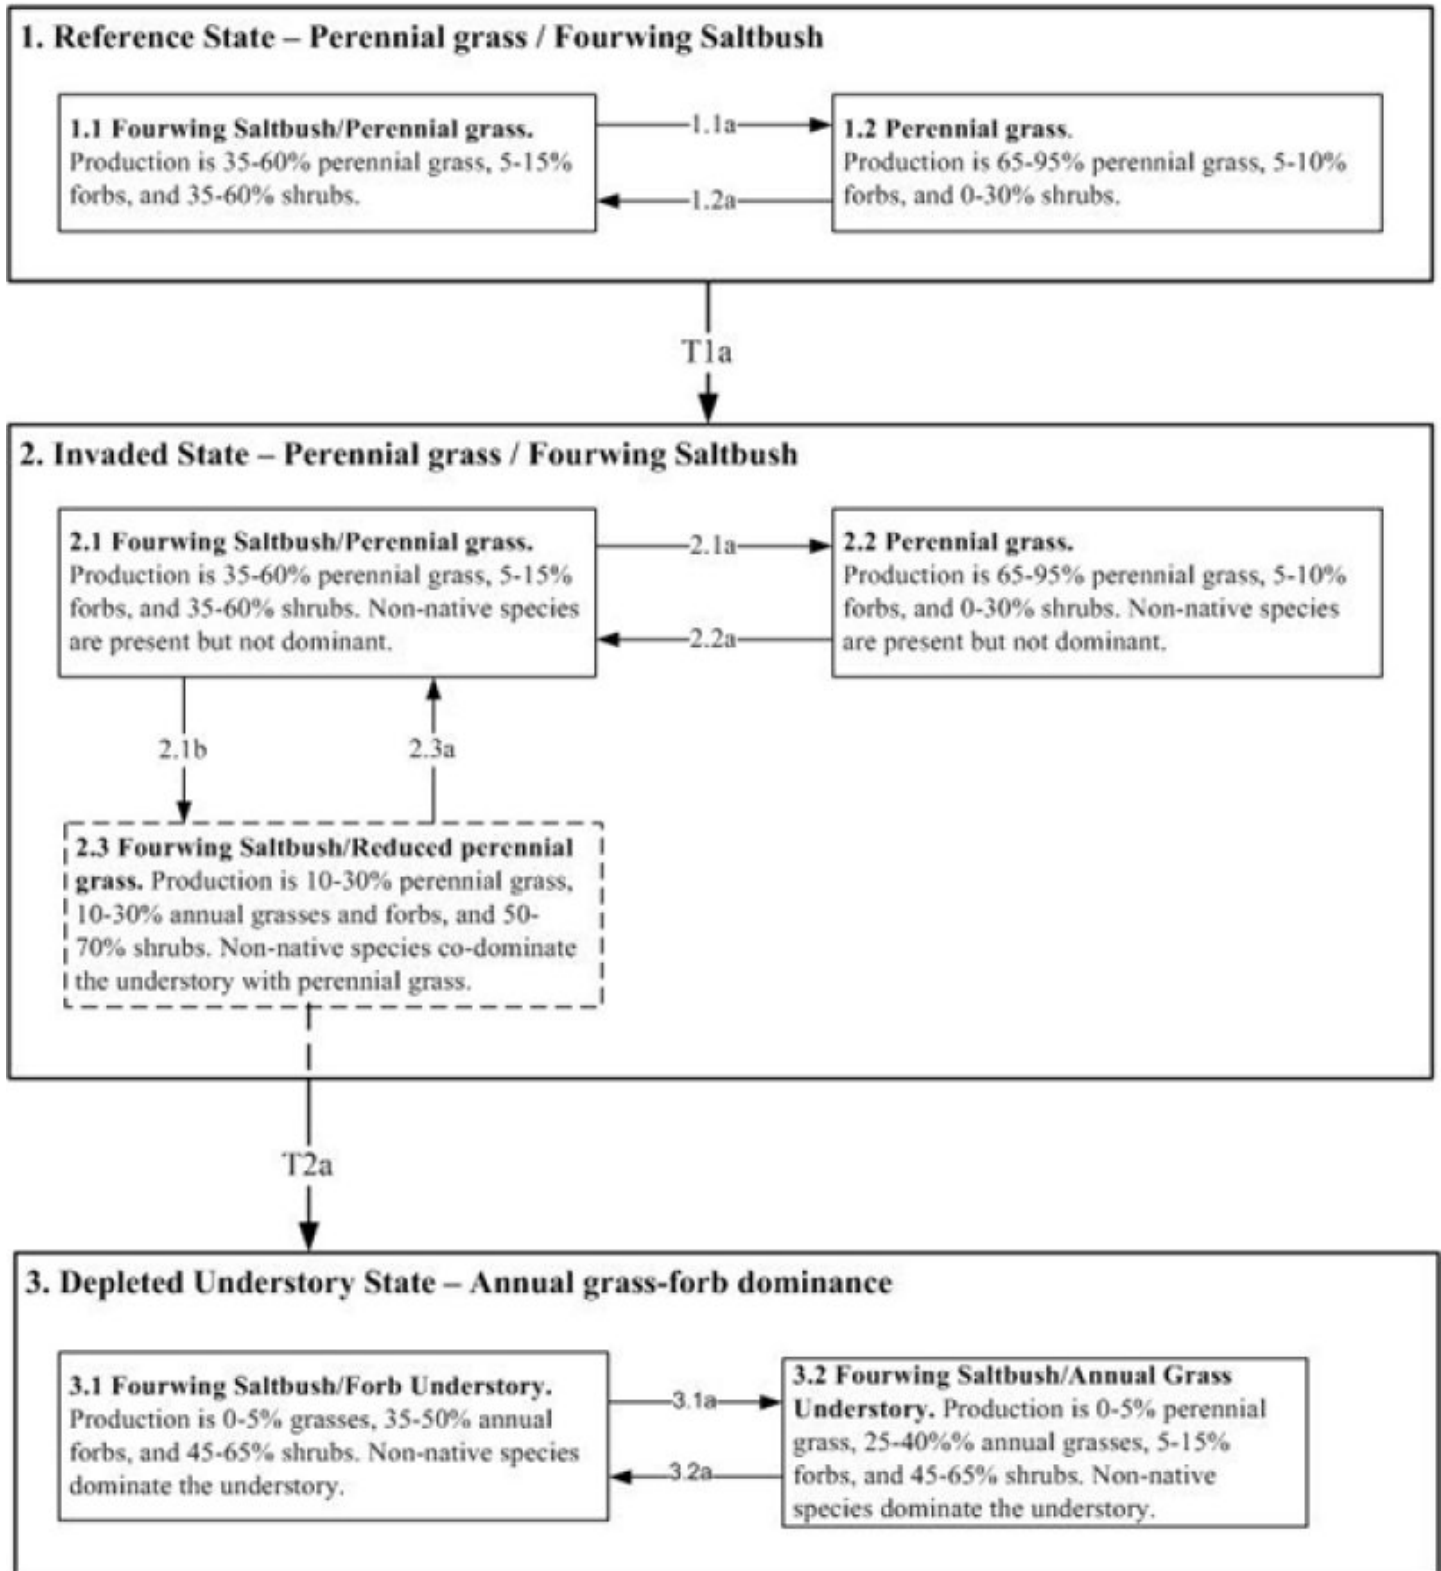 1. Reference State – Perennial grass / Fourwing Saltbush
1.1 Fourwing Saltbush/Perennial grass.
Production is 35-60% perennial grass, 5-15%
forbs, and 35-60% shrubs.
1.1a
1.2a
1.2 Perennial grass.
Production is 65-95% perennial grass, 5-10%
forbs, and 0-30% shrubs.
T1a
2. Invaded State – Perennial grass / Fourwing Saltbush
2.1 Fourwing Saltbush/Perennial grass.
Production is 35-60% perennial grass, 5-15%
forbs, and 35-60% shrubs. Non-native species
are present but not dominant.
2.1a
2.2a
2.2 Perennial grass.
Production is 65-95% perennial grass, 5-10%
forbs, and 0-30% shrubs. Non-native species
are present but not dominant.
2.1b
2.3a
2.3 Fourwing Saltbush/Reduced perennial
grass. Production is 10-30% perennial grass,
10-30% annual grasses and forbs, and 50-
70% shrubs. Non-native species co-dominate
the understory with perennial grass.
T2a
3. Depleted Understory State – Annual grass-forb dominance
3.1 Fourwing Saltbush/Forb Understory.
Production is 0-5% grasses, 35-50% annual
forbs, and 45-65% shrubs. Non-native species
dominate the understory.
3.1a
3.2a
3.2 Fourwing Saltbush/Annual Grass
Understory. Production is 0-5% perennial
grass, 25-40%% annual grasses, 5-15%
forbs, and 45-65% shrubs. Non-native
species dominate the understory.